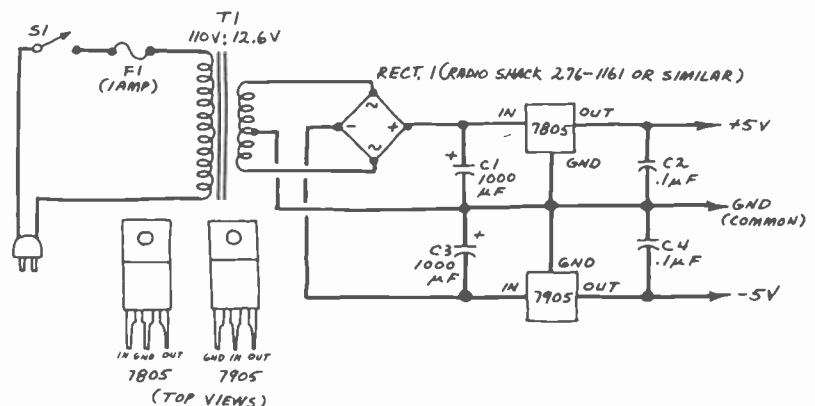 S1
F1
(1AMP)
T1
110V: 12.6V
RECT. 1 (RADIO SHACK 276-1161 OR SIMILAR)
~
-
+
~
IN
7805
OUT
GND
+5V
+
C1
1000
µF
C2
.1µF
GND
(COMMON)
+
C3
1000
µF
C4
.1µF
GND
IN
7905
OUT
-5V
IN GND OUT
7805
GND IN OUT
7905
(TOP VIEWS)